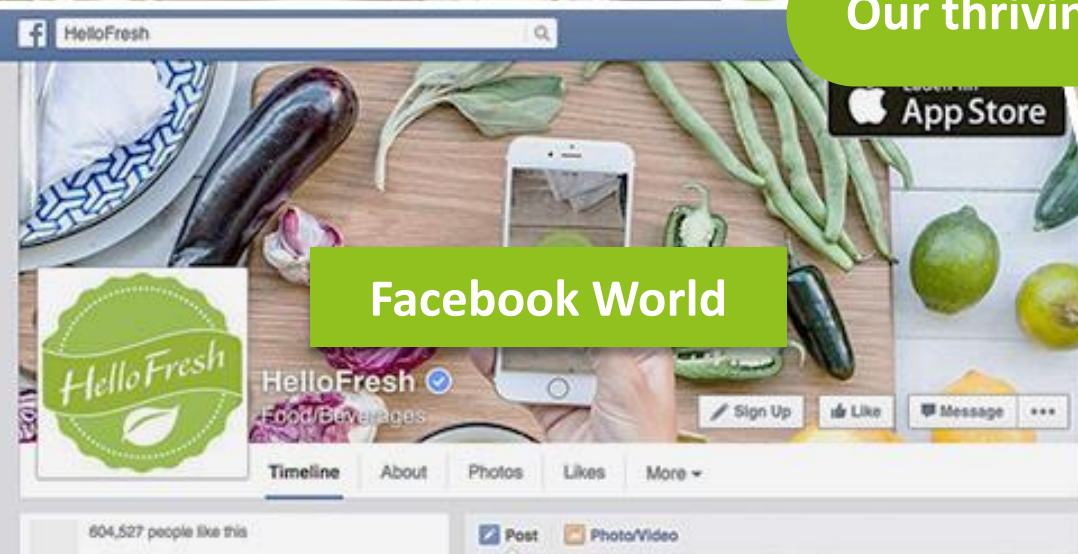 Our thrivin
HelloFresh
App Store
Facebook World
HelloFresh
HelloFresh
Food/Beverages
Sign Up
Like
Message
Timeline
About
Photos
Likes
More
604,527 people like this
Post
Photo/Video